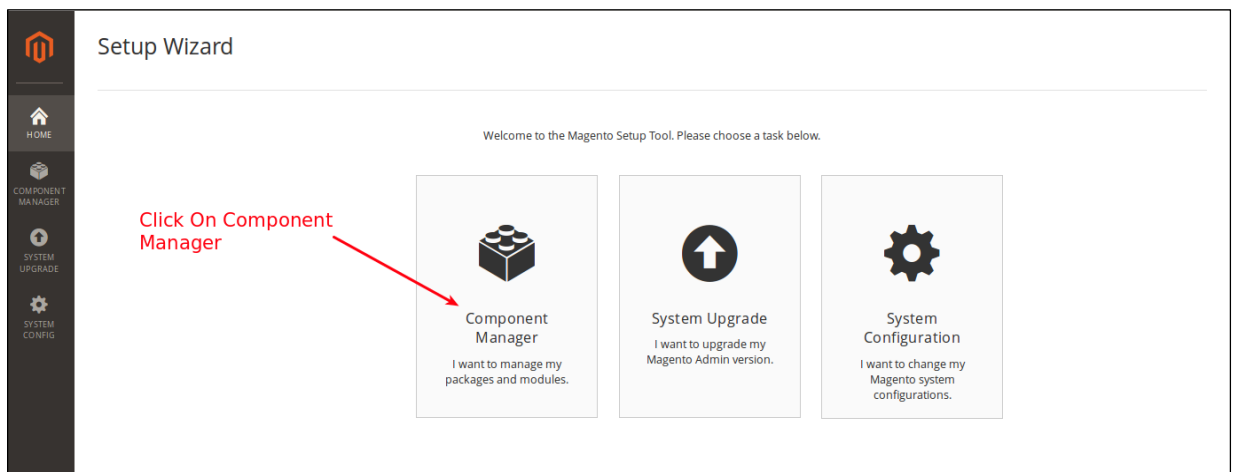 Setup Wizard
HOME
COMPONENT
MANAGER
SYSTEM
UPGRADE
SYSTEM
CONFIG
Welcome to the Magento Setup Tool. Please choose a task below.
Click On Component
Manager
Component
Manager
I want to manage my
packages and modules.
System Upgrade
I want to upgrade my
Magento Admin version.
System
Configuration
I want to change my
Magento system
configurations.